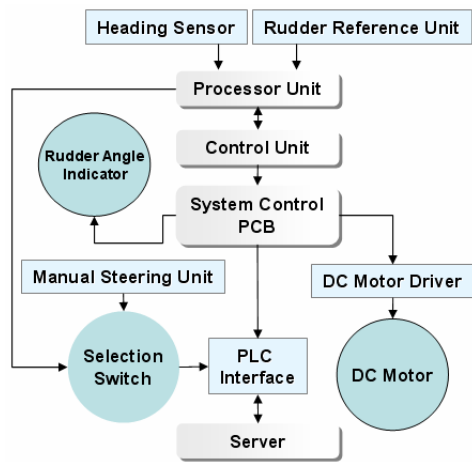 Heading Sensor
Rudder Reference Unit
Processor Unit
Control Unit
Rudder Angle
Indicator
System Control
PCB
Manual Steering Unit
DC Motor Driver
Selection
Switch
PLC
Interface
DC Motor
Server